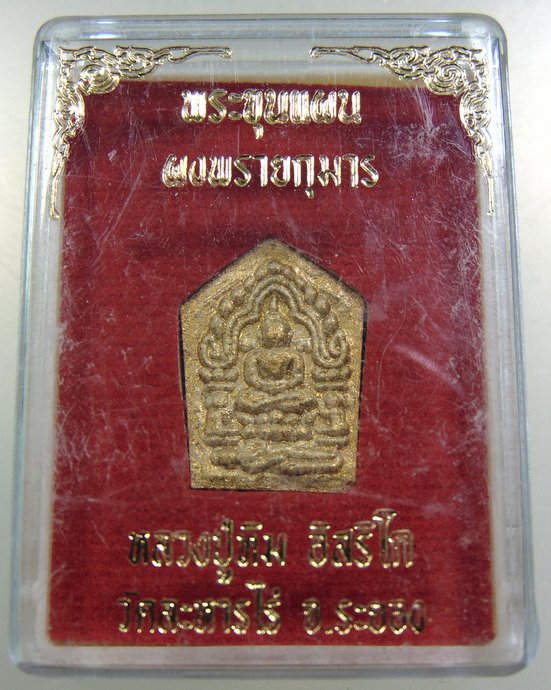 พระขุนแผน
ผงพรายกุมาร
หลวงปู่ทิม อิสริโก
วัดละหารไร่ จ.ระยอง